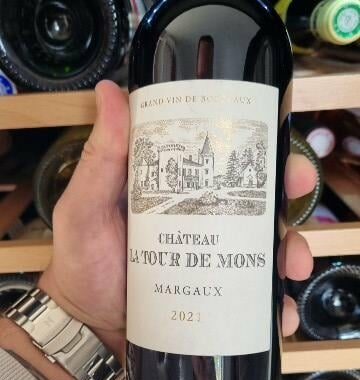 GRAND VIN DE BORDEAUX
CHÂTEAU
LA TOUR DE MONS
MARGAUX
2021